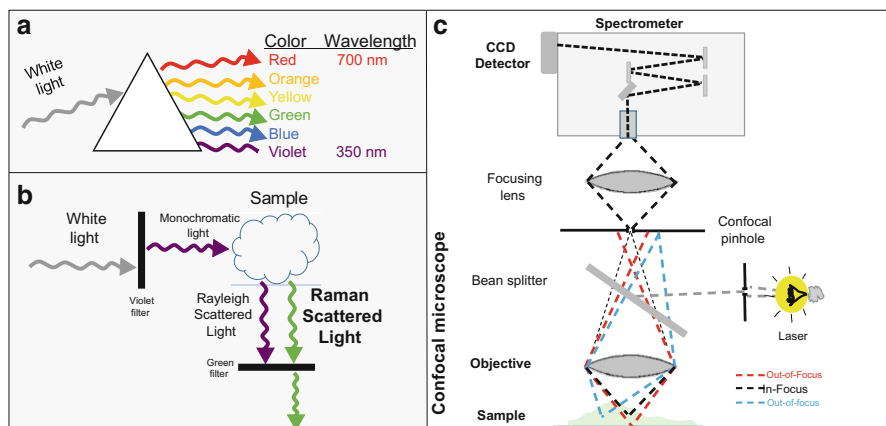 a
Color Wavelength
White
light
Red 700 nm
Orange
Yellow
Green
Blue
Violet 350 nm
b
Sample
White
light
Monochromatic
light
Violet
filter
Rayleigh
Scattered
Light
Raman
Scattered
Light
Green
filter
c
Spectrometer
CCD
Detector
Focusing
lens
Confocal
pinhole
Bean splitter
Laser
Objective
Sample
Confocal microscope
Out-of-Focus
In-Focus
Out-of-focus